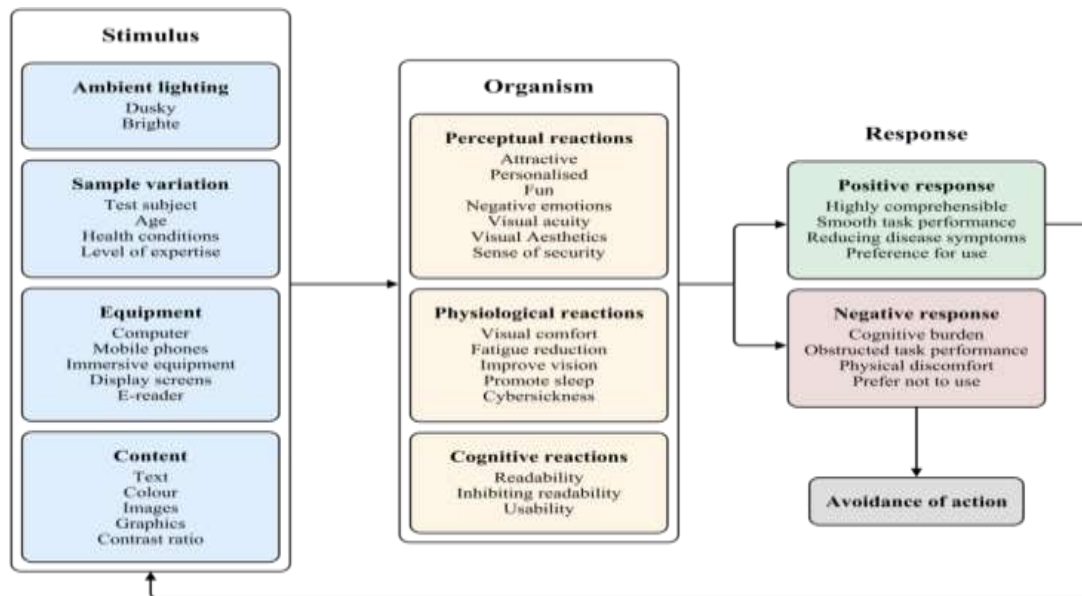 Stimulus
Ambient lighting
Dusky
Brighte
Sample variation
Test subject
Age
Health conditions
Level of expertise
Equipment
Computer
Mobile phones
Immersive equipment
Display screens
E-reader
Content
Text
Colour
Images
Graphics
Contrast ratio
Organism
Perceptual reactions
Attractive
Personalised
Fun
Negative emotions
Visual acuity
Visual Aesthetics
Sense of security
Physiological reactions
Visual comfort
Fatigue reduction
Improve vision
Promote sleep
Cybersickness
Cognitive reactions
Readability
Inhibiting readability
Usability
Response
Positive response
Highly comprehensible
Smooth task performance
Reducing disease symptoms
Preference for use
Negative response
Cognitive burden
Obstructed task performance
Physical discomfort
Prefer not to use
Avoidance of action